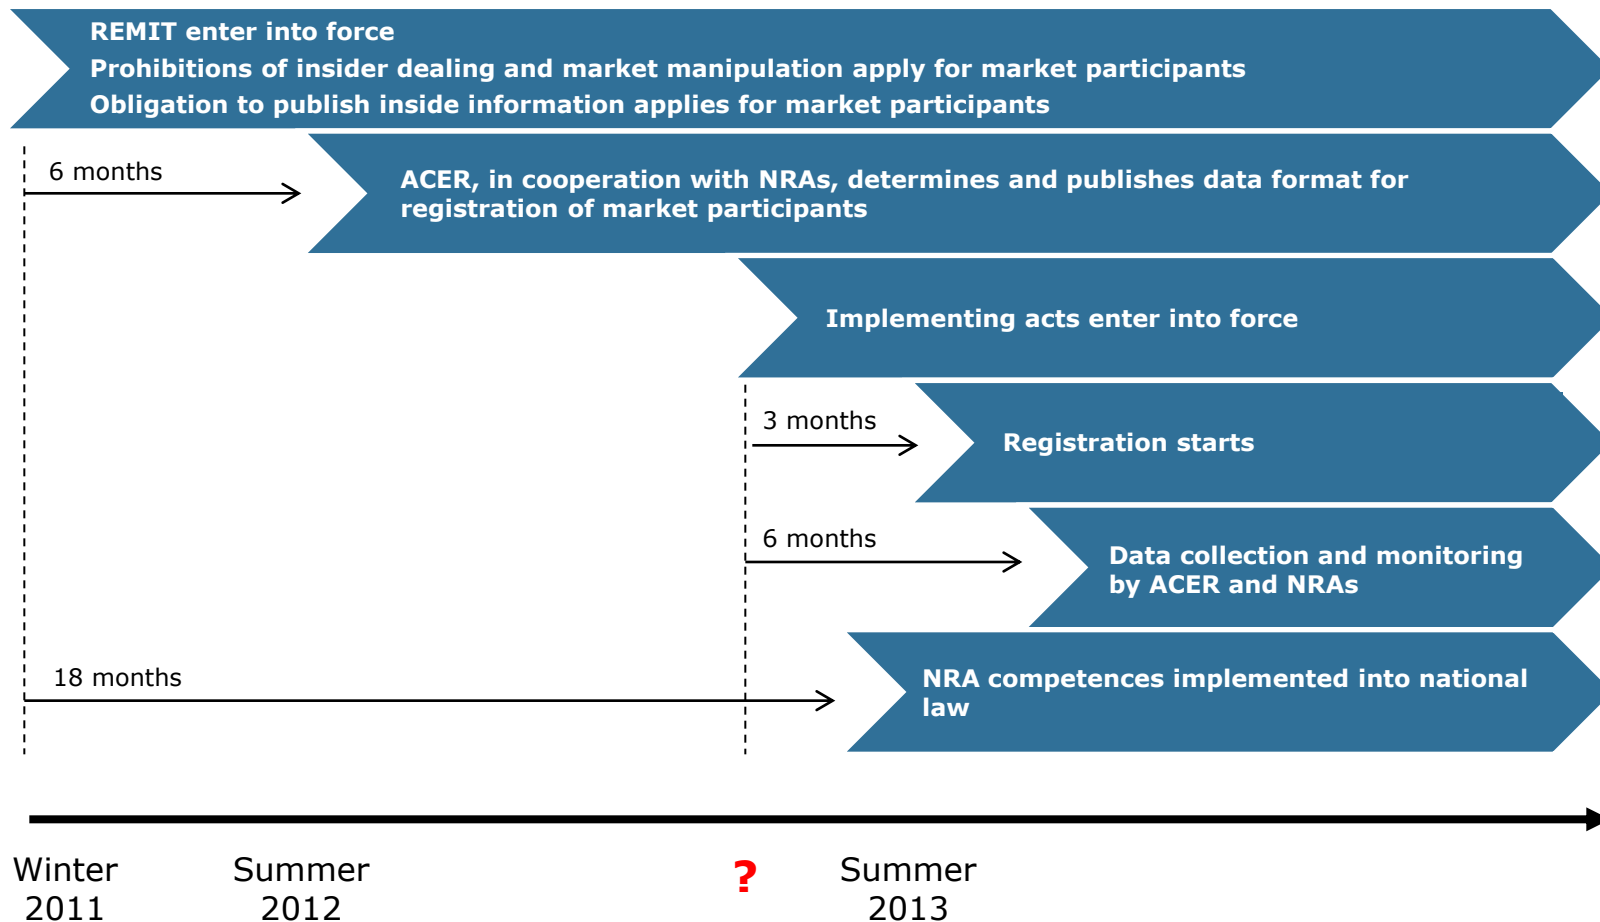 REMIT enter into force
Prohibitions of insider dealing and market manipulation apply for market participants
Obligation to publish inside information applies for market participants
6 months
ACER, in cooperation with NRAs, determines and publishes data format for
registration of market participants
Implementing acts enter into force
3 months
Registration starts
6 months
Data collection and monitoring
by ACER and NRAs
18 months
NRA competences implemented into national
law
Winter
2011
Summer
2012
?
Summer
2013